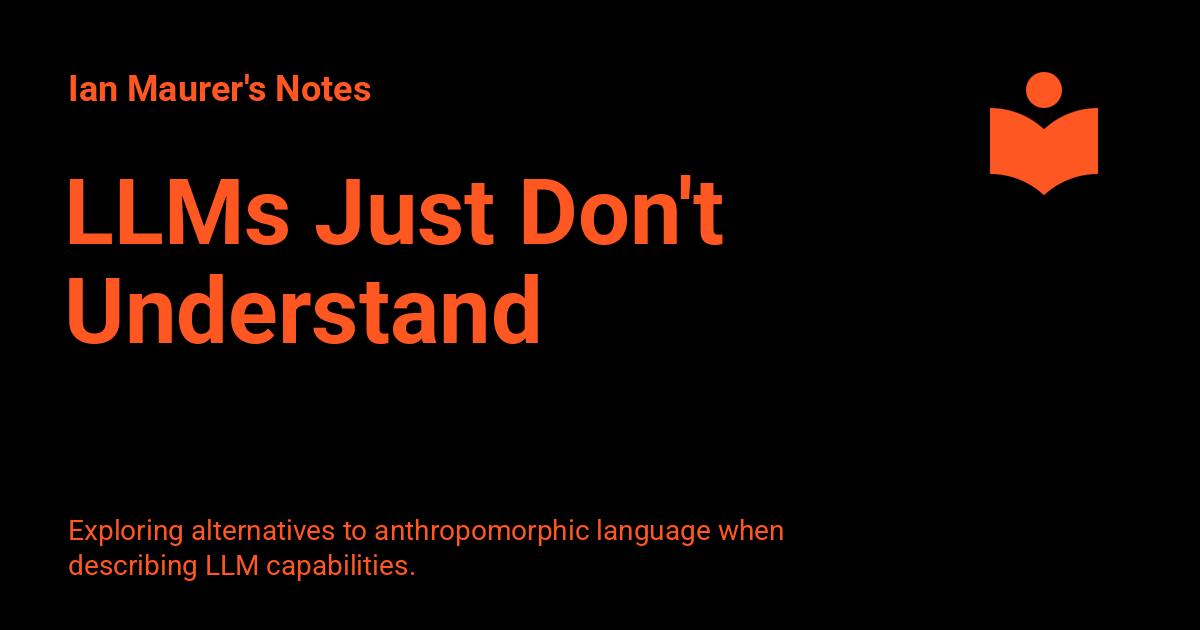 Ian Maurer's Notes
LLMs Just Don't
Understand
Exploring alternatives to anthropomorphic language when
describing LLM capabilities.